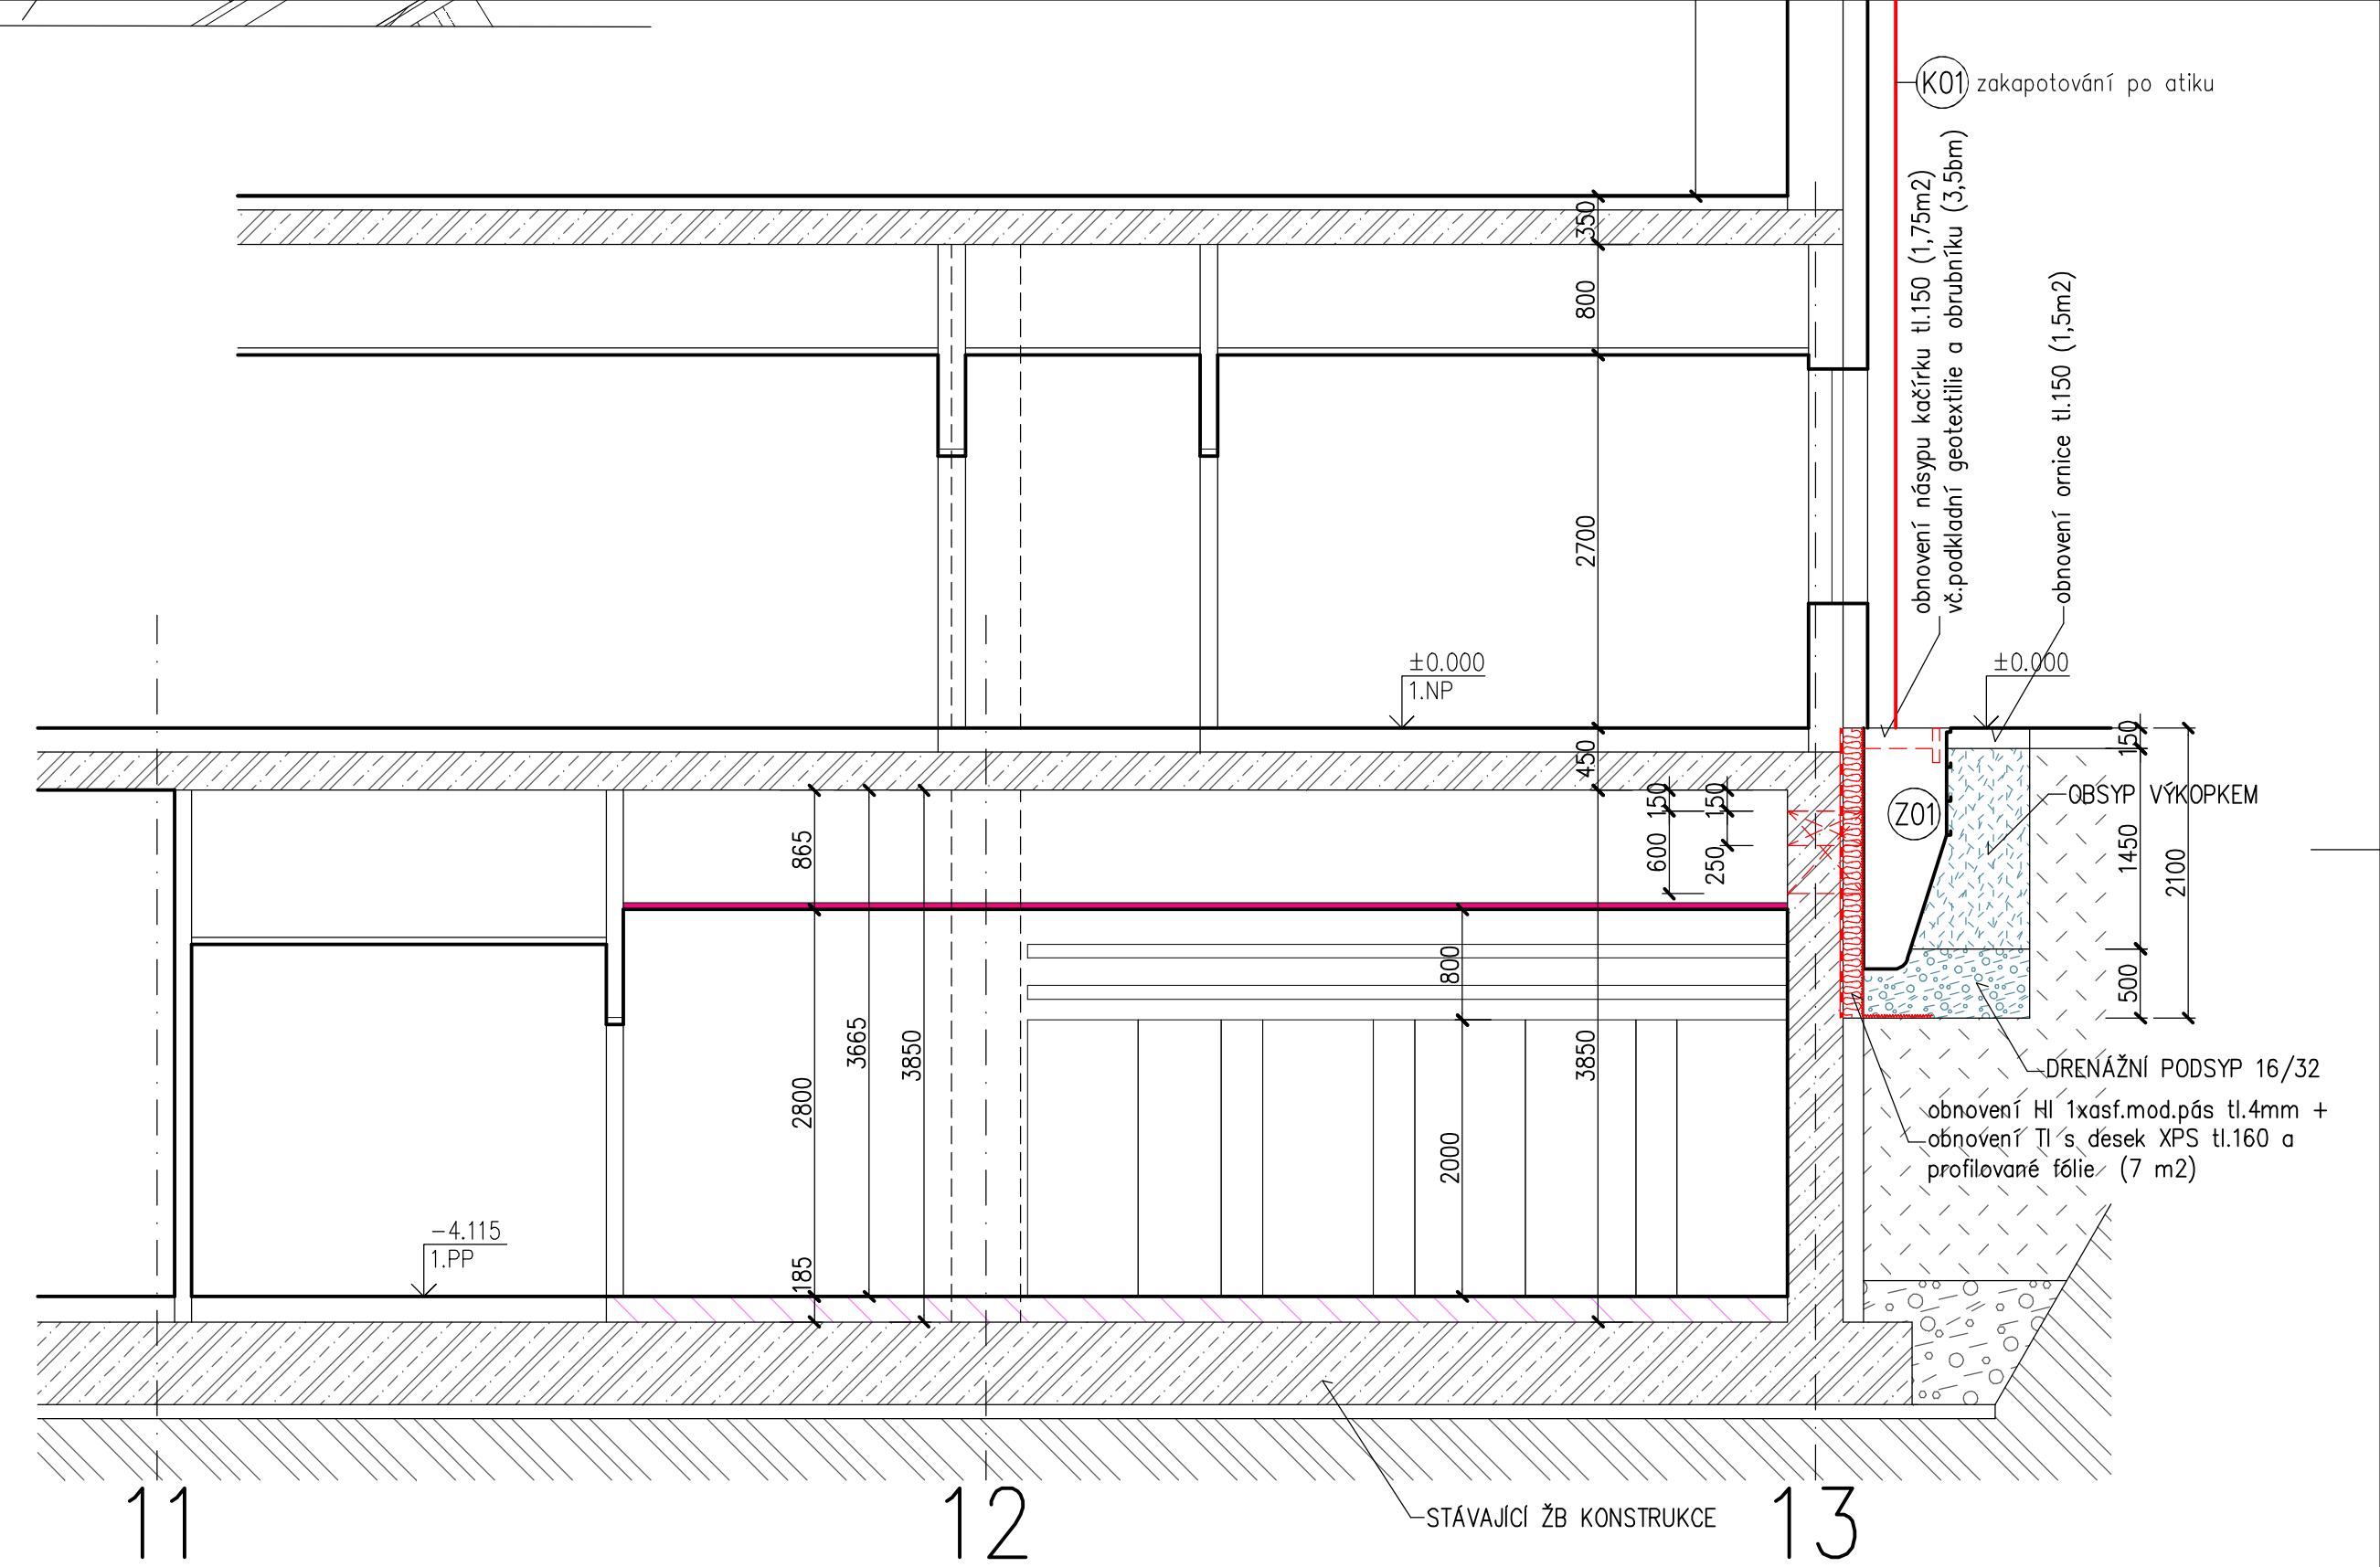 K01 zakapotování po atiku
obnovení násypu kačírku tl.150 (1,75m2)
vč.podkladní geotextilie a obrubníku (3,5bm)
obnovení ornice tl.150 (1,5m2)
350
800
2700
±0.000
1.NP
±0.000
450
150
150
600
250
865
3665
3850
2800
185
800
2000
3850
Z01
OBSYP VÝKOPKEM
150
1450
500
2100
DRENÁŽNÍ PODSYP 16/32
obnovení HI 1xasf.mod.pás tl.4mm +
obnovení TI s desek XPS tl.160 a
profilované fólie (7 m2)
-4.115
1.PP
STÁVAJÍCÍ ŽB KONSTRUKCE
11
12
13